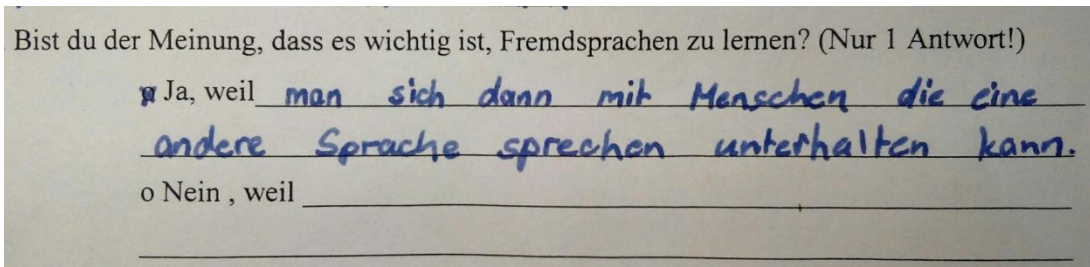 Bist du der Meinung, dass es wichtig ist, Fremdsprachen zu lernen? (Nur 1 Antwort!)
o Ja, weil man sich dann mit Menschen die eine
andere Sprache sprechen unterhalten kann.
o Nein , weil